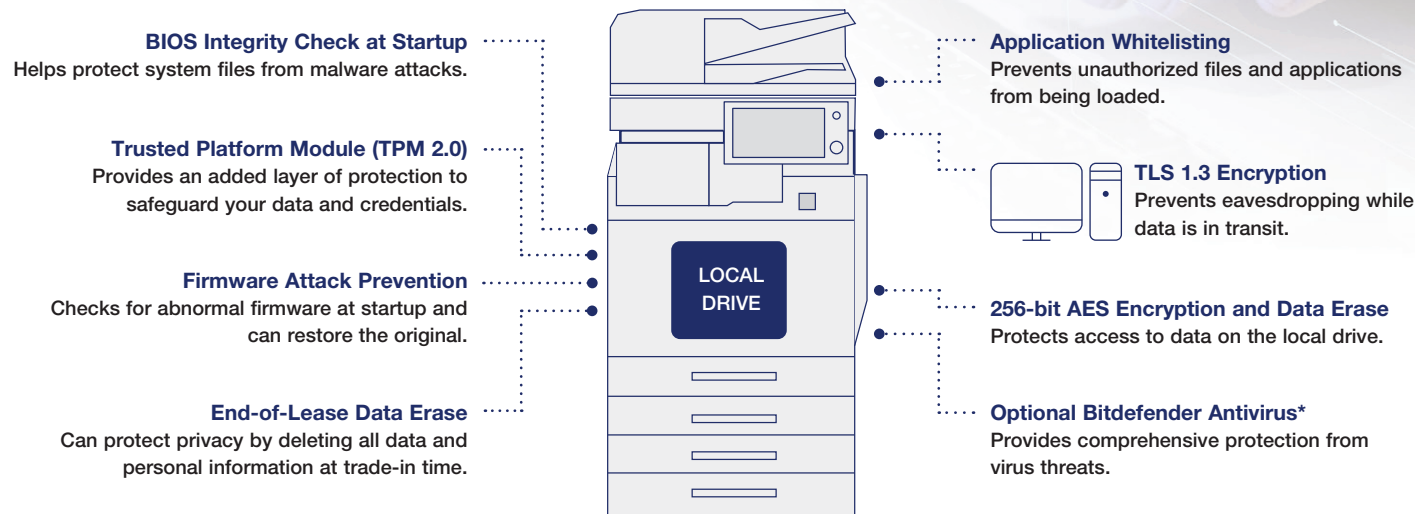 BIOS Integrity Check at Startup
Helps protect system files from malware attacks.
Trusted Platform Module (TPM 2.0)
Provides an added layer of protection to
safeguard your data and credentials.
Firmware Attack Prevention
Checks for abnormal firmware at startup and
can restore the original.
End-of-Lease Data Erase
Can protect privacy by deleting all data and
personal information at trade-in time.
LOCAL
DRIVE
Application Whitelisting
Prevents unauthorized files and applications
from being loaded.
TLS 1.3 Encryption
Prevents eavesdropping while
data is in transit.
256-bit AES Encryption and Data Erase
Protects access to data on the local drive.
Optional Bitdefender Antivirus*
Provides comprehensive protection from
virus threats.